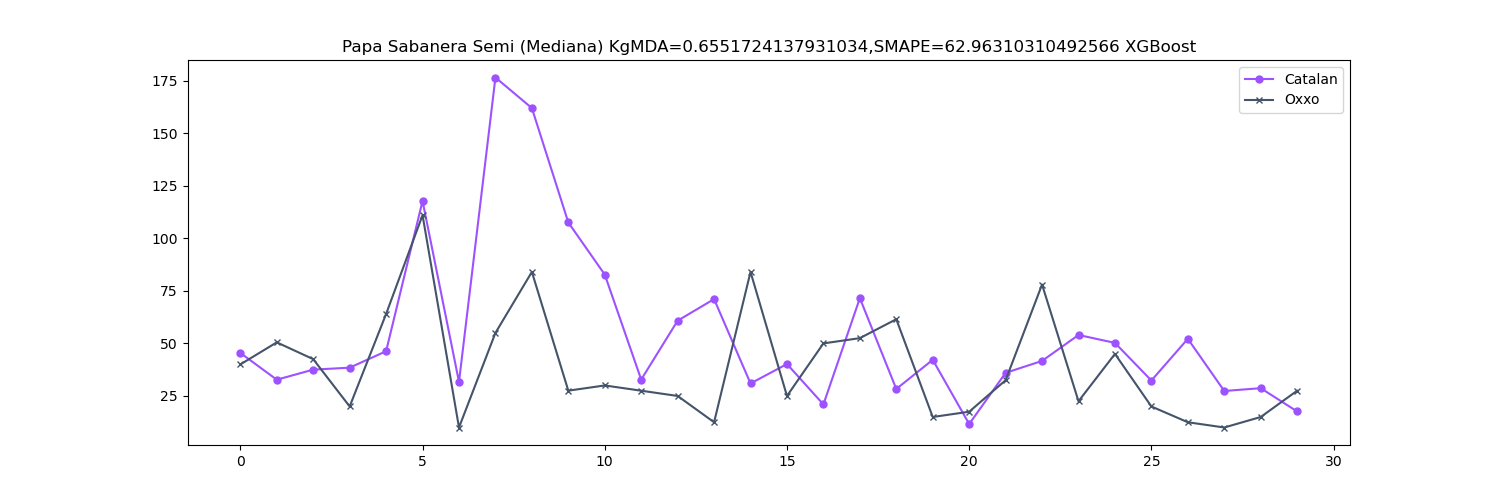 Papa Sabanera Semi (Mediana) KgMDA=0.6551724137931034,SMAPE=62.96310310492566 XGBoost
Catalan
Oxxo
175
150
125
100
75
50
25
0 5 10 15 20 25 30